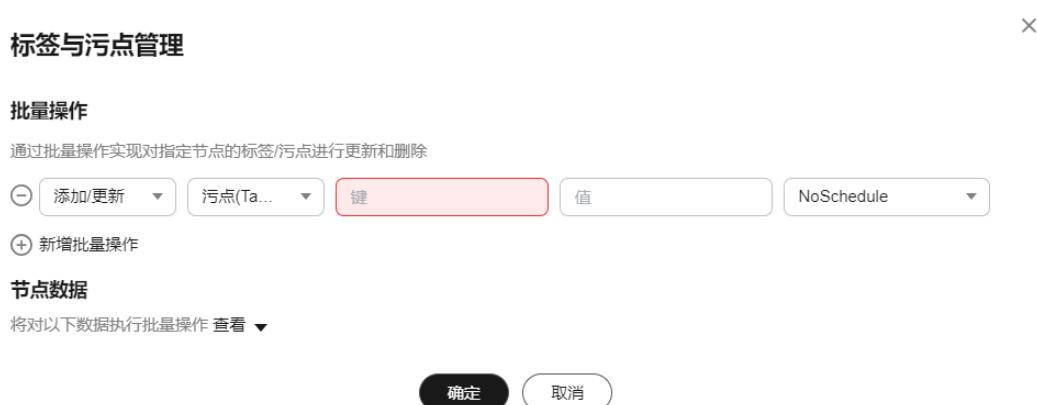 标签与污点管理
批量操作
通过批量操作实现对指定节点的标签/污点进行更新和删除
添加/更新 污点(Ta... 键 值 NoSchedule
新增批量操作
节点数据
将对以下数据执行批量操作 查看
确定 取消